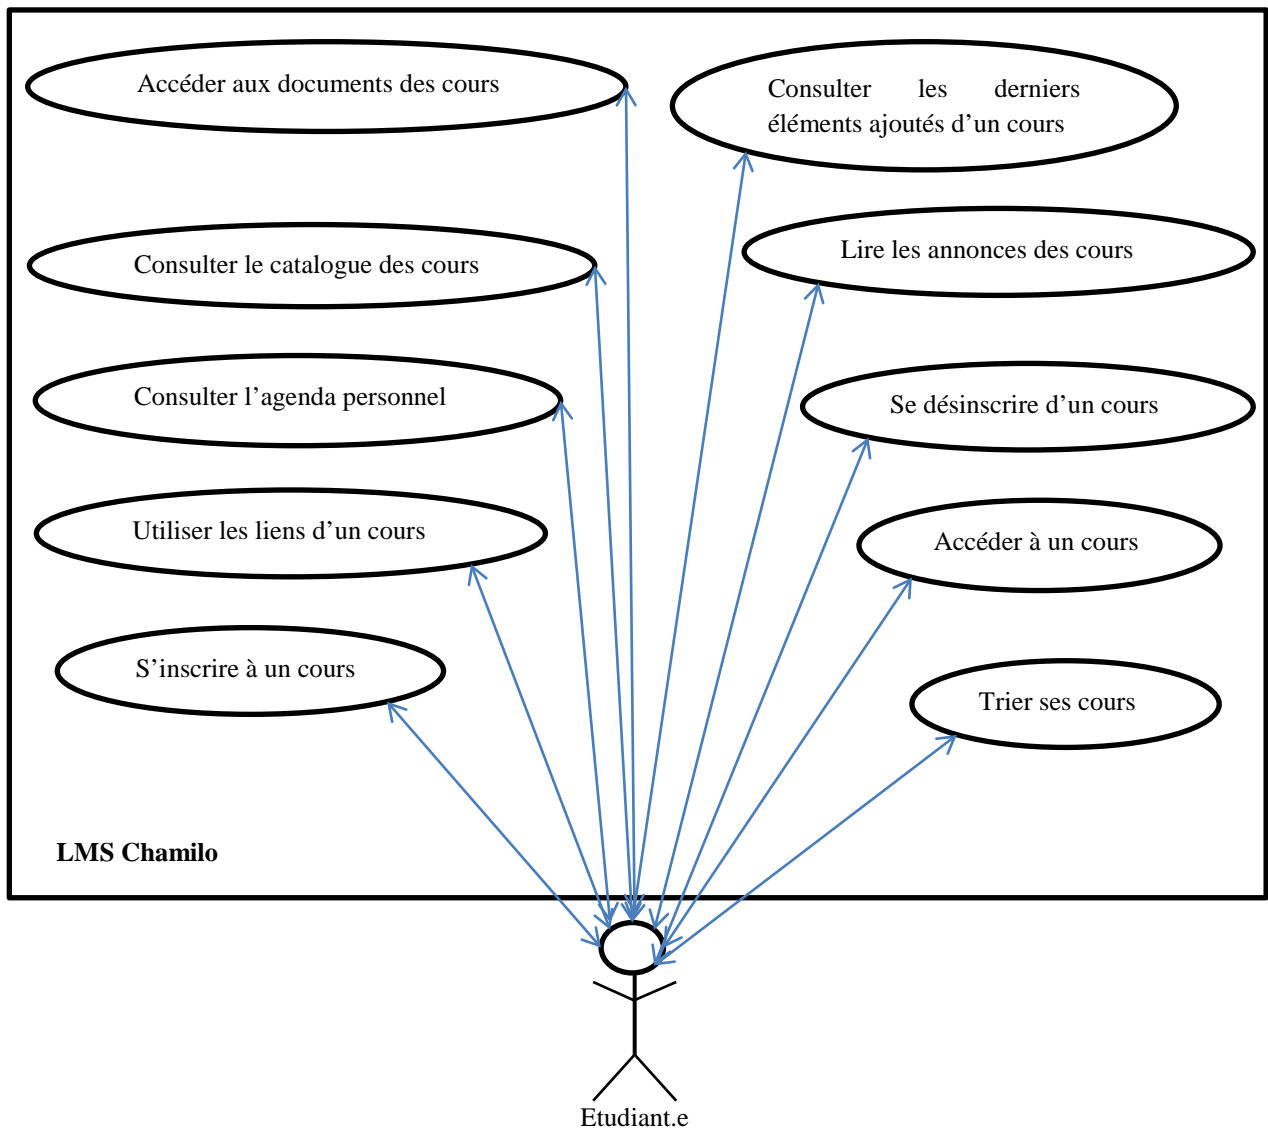 Accéder aux documents des cours
Consulter les derniers
éléments ajoutés d’un cours
Consulter le catalogue des cours
Lire les annonces des cours
Consulter l’agenda personnel
Se désinscrire d’un cours
Utiliser les liens d’un cours
Accéder à un cours
S’inscrire à un cours
Trier ses cours
LMS Chamilo
Etudiant.e